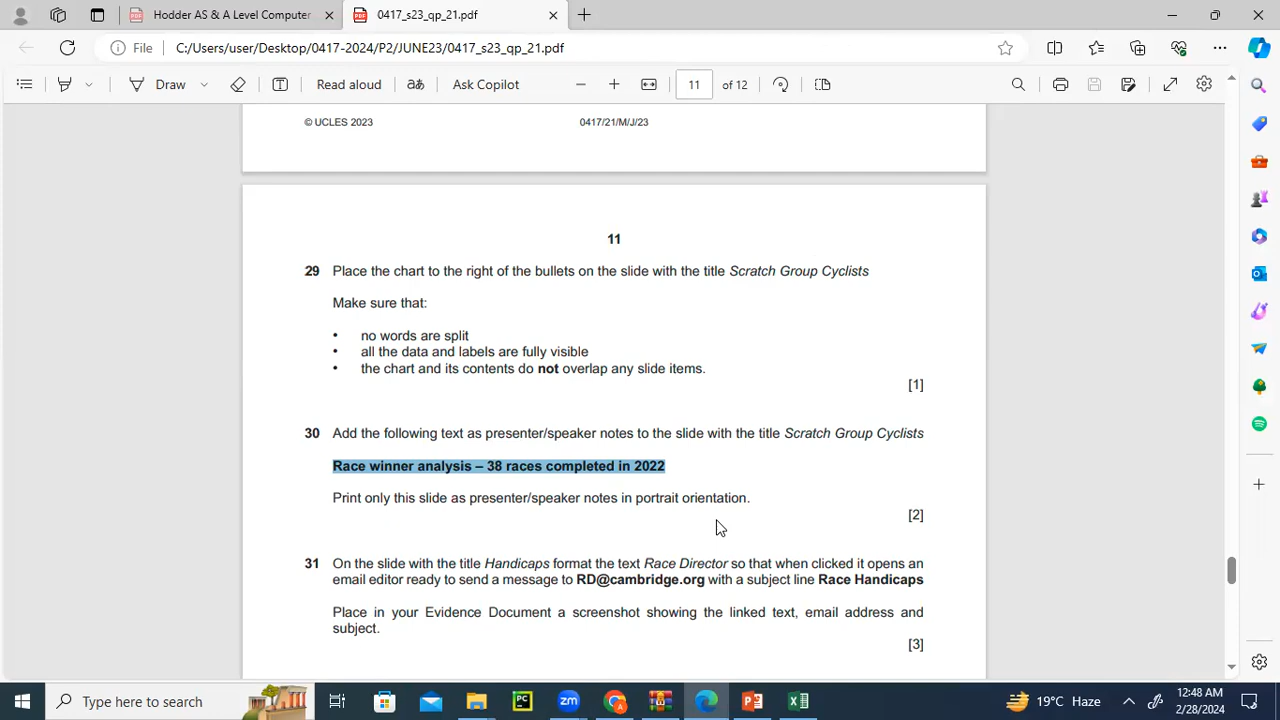 Hodder AS & A Level Computer
0417_s23_qp_21.pdf
File
C:/Users/user/Desktop/0417-2024/P2/JUNE23/0417_s23_qp_21.pdf
Draw
Read aloud
aあ
Ask Copilot
11
of 12
© UCLES 2023
0417/21/M/J/23
11
29 Place the chart to the right of the bullets on the slide with the title Scratch Group Cyclists
Make sure that:
• no words are split
• all the data and labels are fully visible
• the chart and its contents do not overlap any slide items.
[1]
30 Add the following text as presenter/speaker notes to the slide with the title Scratch Group Cyclists
Race winner analysis – 38 races completed in 2022
Print only this slide as presenter/speaker notes in portrait orientation.
[2]
31 On the slide with the title Handicaps format the text Race Director so that when clicked it opens an
email editor ready to send a message to RD@cambridge.org with a subject line Race Handicaps
Place in your Evidence Document a screenshot showing the linked text, email address and
subject.
[3]
Type here to search
19°C Haze
12:48 AM
2/28/2024